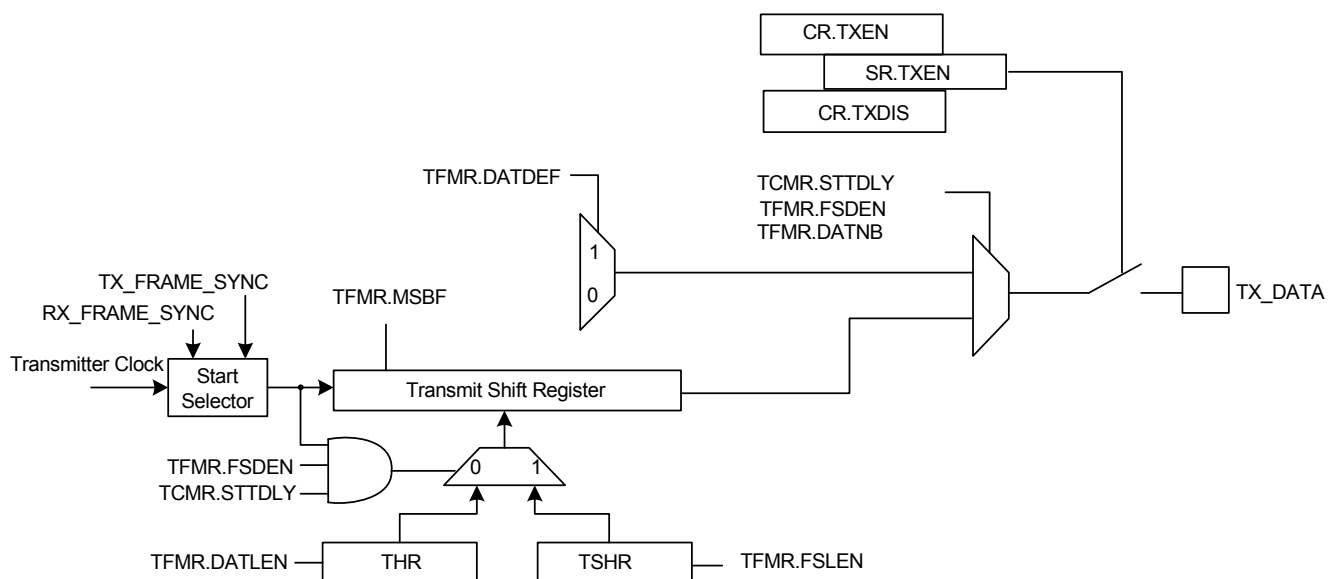 CR.TXEN
SR.TXEN
CR.TXDIS
TFMR.DATDEF
TCMR.STTDLY
TFMR.FSDEN
TFMR.DATNB
1
0
TX_FRAME_SYNC
RX_FRAME_SYNC
TFMR.MSBF
TX_DATA
Transmitter Clock
Start
Selector
Transmit Shift Register
TFMR.FSDEN
TCMR.STTDLY
0 1
TFMR.DATLEN
THR
TSHR
TFMR.FSLEN